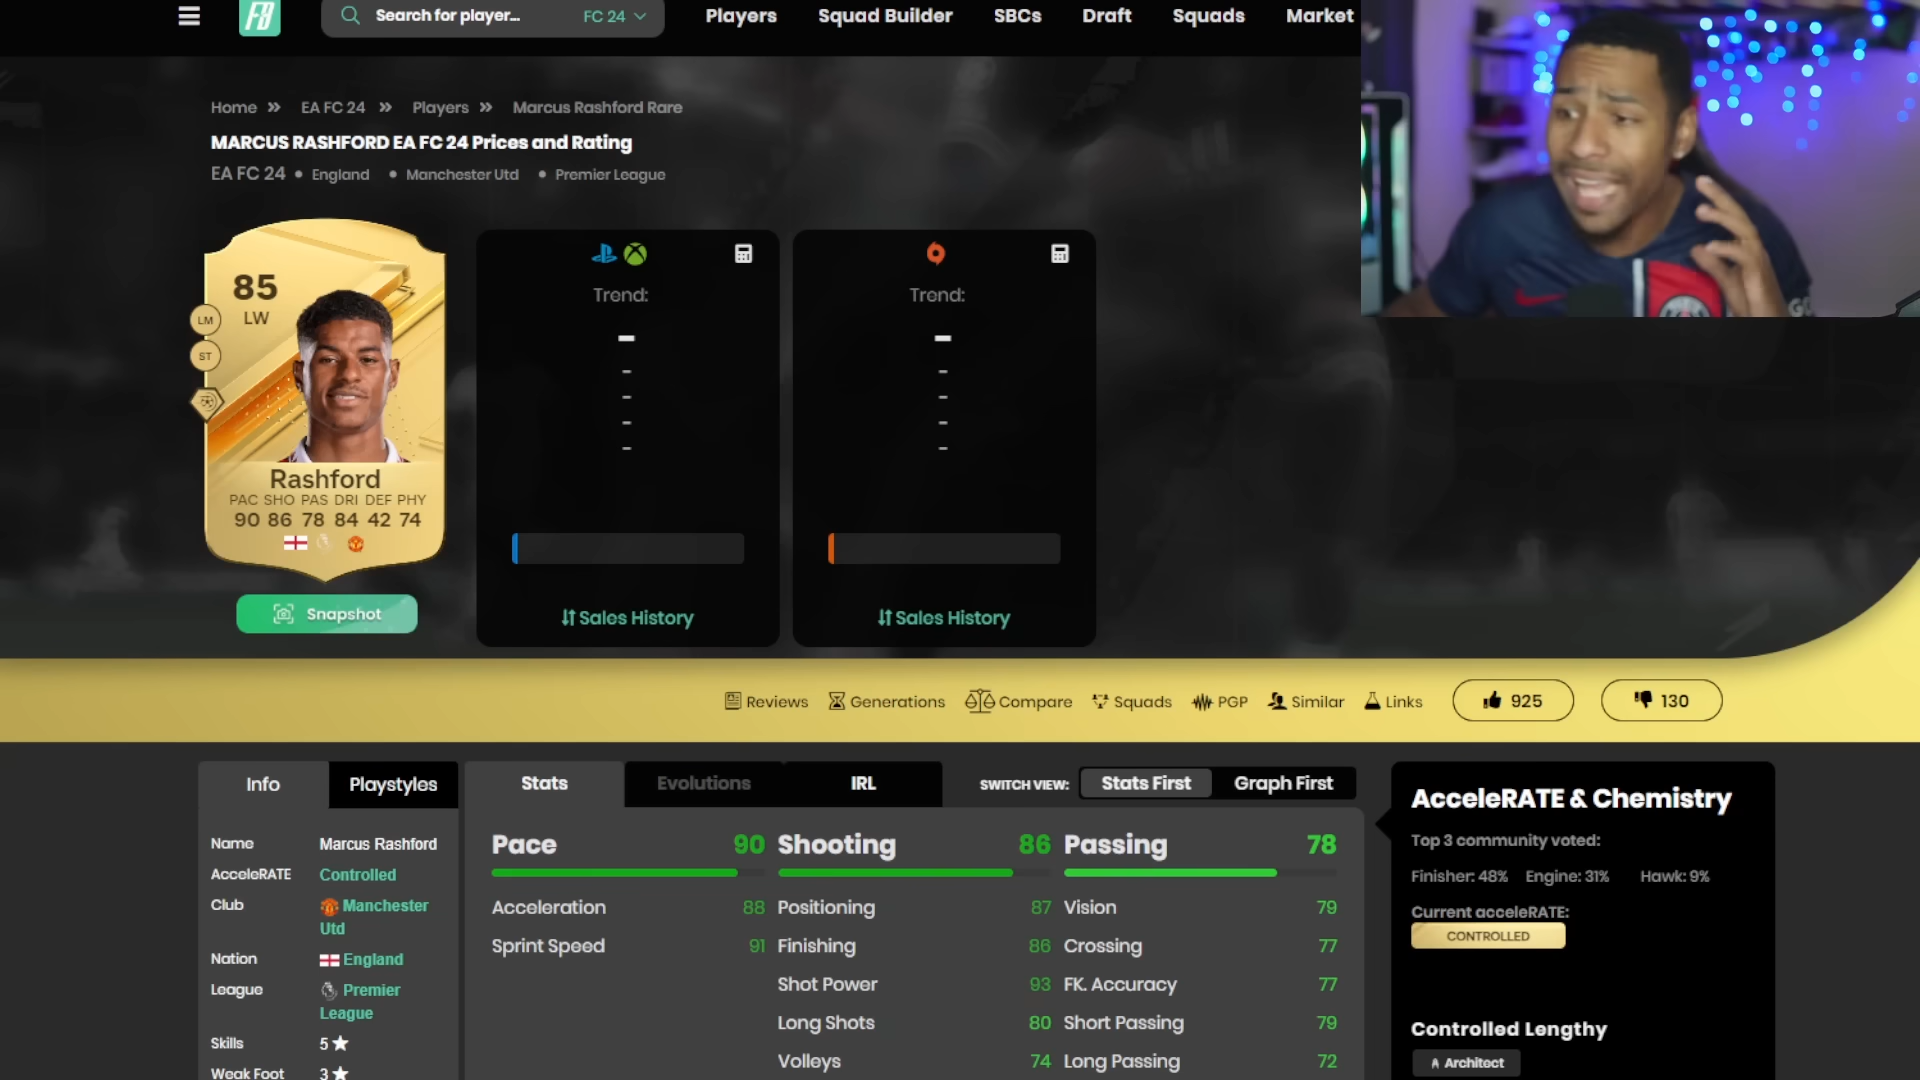 F8
Search for player...
FC 24
Players
Squad Builder
SBCs
Draft
Squads
Market
Home » EA FC 24 » Players » Marcus Rashford Rare
MARCUS RASHFORD EA FC 24 Prices and Rating
EA FC 24 • England • Manchester Utd • Premier League
85
LW
LM
ST
Rashford
PAC SHO PAS DRI DEF PHY
90 86 78 84 42 74
Snapshot
Trend:
-
-
-
-
-
Sales History
Trend:
-
-
-
-
-
Sales History
Reviews
Generations
Compare
Squads
PGP
Similar
Links
925
130
Info
Playstyles
Name Marcus Rashford
AcceleRATE Controlled
Club Manchester
Utd
Nation England
League Premier
League
Skills 5
Weak Foot 3
Stats
Evolutions
IRL
SWITCH VIEW:
Stats First
Graph First
Pace 90
Acceleration 88
Sprint Speed 91
Shooting 86
Positioning 87
Finishing 86
Shot Power 93
Long Shots 80
Volleys 74
Passing 78
Vision 79
Crossing 77
FK. Accuracy 77
Short Passing 79
Long Passing 72
AcceleRATE & Chemistry
Top 3 community voted:
Finisher: 48% Engine: 31% Hawk: 9%
Current acceleRATE:
CONTROLLED
Controlled Lengthy
Architect